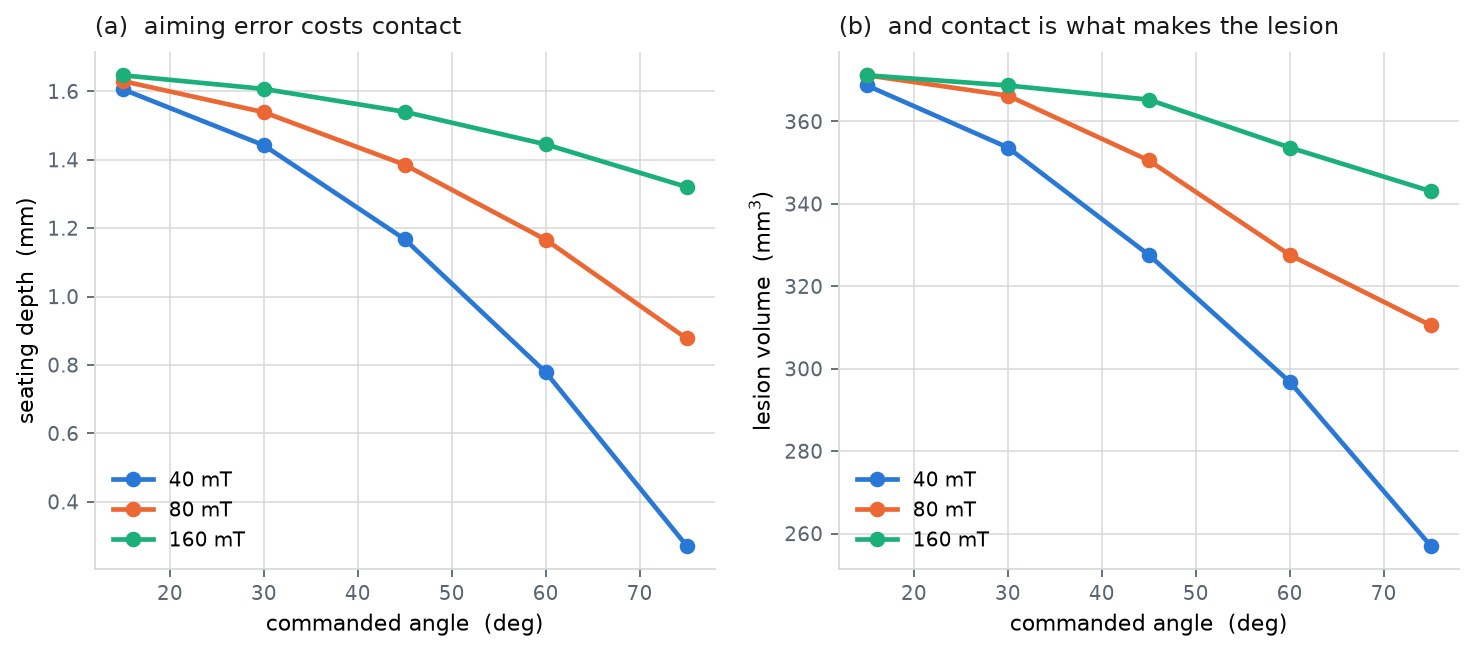 (a)  aiming error costs contact
seating depth  (mm)
1.6
1.4
1.2
1.0
0.8
0.6
0.4
40 mT
80 mT
160 mT
20 30 40 50 60 70
commanded angle  (deg)
(b)  and contact is what makes the lesion
lesion volume  (mm³)
360
340
320
300
280
260
40 mT
80 mT
160 mT
20 30 40 50 60 70
commanded angle  (deg)